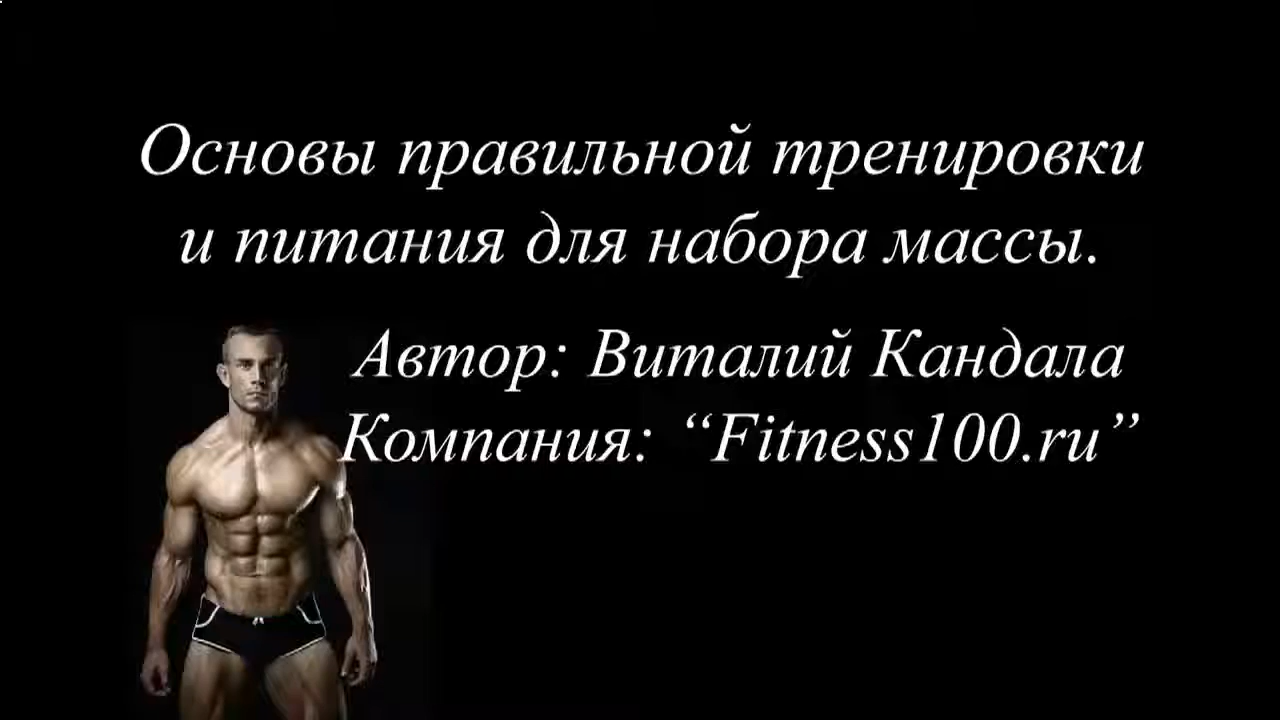 Основы правильной тренировки
и питания для набора массы.
Автор: Виталий Кандала
Компания: “Fitness100.ru”